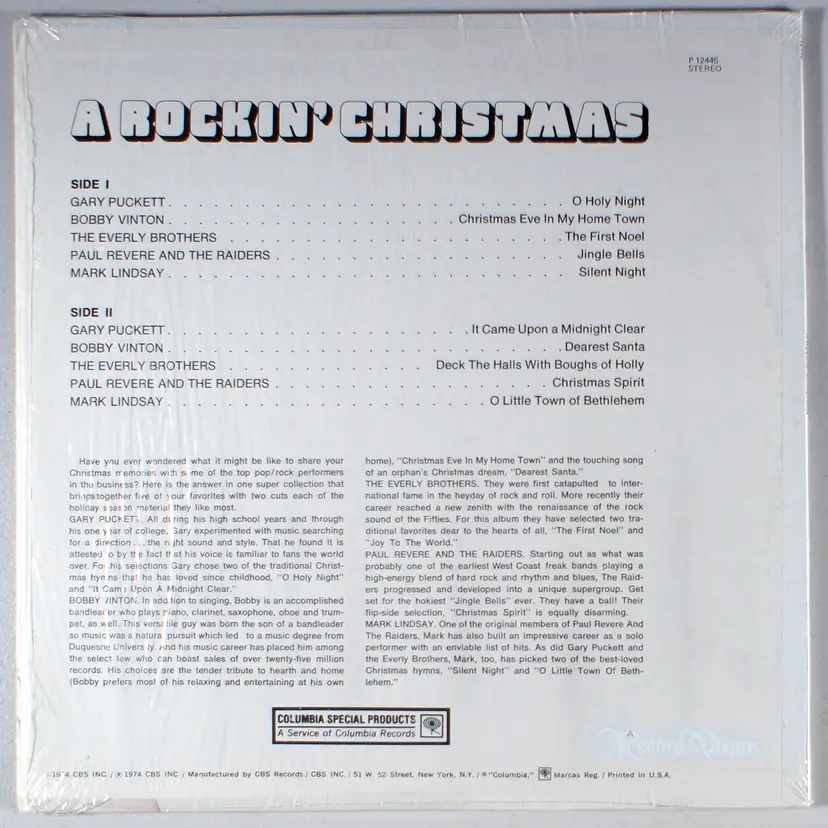 P 12445
STEREO
A ROCKIN' CHRISTMAS
SIDE I
GARY PUCKETT . . . . . . . . . . . . . . . . . . . . . . . . . O Holy Night
BOBBY VINTON . . . . . . . . . . . . . . . . . . Christmas Eve In My Home Town
THE EVERLY BROTHERS . . . . . . . . . . . . . . . . . . . . . The First Noel
PAUL REVERE AND THE RAIDERS . . . . . . . . . . . . . . . . . . . Jingle Bells
MARK LINDSAY . . . . . . . . . . . . . . . . . . . . . . . . . Silent Night
SIDE II
GARY PUCKETT . . . . . . . . . . . . . . . . . . . It Came Upon a Midnight Clear
BOBBY VINTON . . . . . . . . . . . . . . . . . . . . . . . . Dearest Santa
THE EVERLY BROTHERS . . . . . . . . . . . . Deck The Halls With Boughs of Holly
PAUL REVERE AND THE RAIDERS . . . . . . . . . . . . . . . . . Christmas Spirit
MARK LINDSAY . . . . . . . . . . . . . . . . . . . . O Little Town of Bethlehem
Have you ever wondered what it might be like to share your
Christmas memories with some of the top pop/rock performers
in the business? Here is the answer in one super collection that
brings together five of your favorites with two cuts each of the
holiday season material they like most.
GARY PUCKETT. All during his high school years and through
his one year of college, Gary experimented with music searching
for a direction . . . the right sound and style. That he found it is
attested to by the fact that his voice is familiar to fans the world
over. For his selections Gary chose two of the traditional Christ-
mas hymns that he has loved since childhood, "O Holy Night"
and "It Came Upon A Midnight Clear."
BOBBY VINTON. In addition to singing, Bobby is an accomplished
bandleader who plays piano, clarinet, saxophone, oboe and trum-
pet, as well. This versatile guy was born the son of a bandleader
so music was a natural pursuit which led to a music degree from
Duquesne University. And his music career has placed him among
the select few who can boast sales of over twenty-five million
records. His choices are the tender tribute to hearth and home
(Bobby prefers most of his relaxing and entertaining at his own
home), "Christmas Eve In My Home Town" and the touching song
of an orphan's Christmas dream, "Dearest Santa."
THE EVERLY BROTHERS. They were first catapulted to inter-
national fame in the heyday of rock and roll. More recently their
career reached a new zenith with the renaissance of the rock
sound of the Fifties. For this album they have selected two tra-
ditional favorites dear to the hearts of all, "The First Noel" and
"Joy To The World."
PAUL REVERE AND THE RAIDERS. Starting out as what was
probably one of the earliest West Coast freak bands playing a
high-energy blend of hard rock and rhythm and blues, The Raid-
ers progressed and developed into a unique supergroup. Get
set for the hokiest "Jingle Bells" ever. They have a ball! Their
flip-side selection, "Christmas Spirit" is equally disarming.
MARK LINDSAY. One of the original members of Paul Revere And
The Raiders, Mark has also built an impressive career as a solo
performer with an enviable list of hits. As did Gary Puckett and
the Everly Brothers, Mark, too, has picked two of the best-loved
Christmas hymns, "Silent Night" and "O Little Town Of Beth-
lehem."
COLUMBIA SPECIAL PRODUCTS
A Service of Columbia Records
1974 CBS INC. / ℗ 1974 CBS INC. / Manufactured by CBS Records / CBS INC. / 51 W. 52 Street, New York, N.Y. / ® "Columbia," Marcas Reg. / Printed in U.S.A.